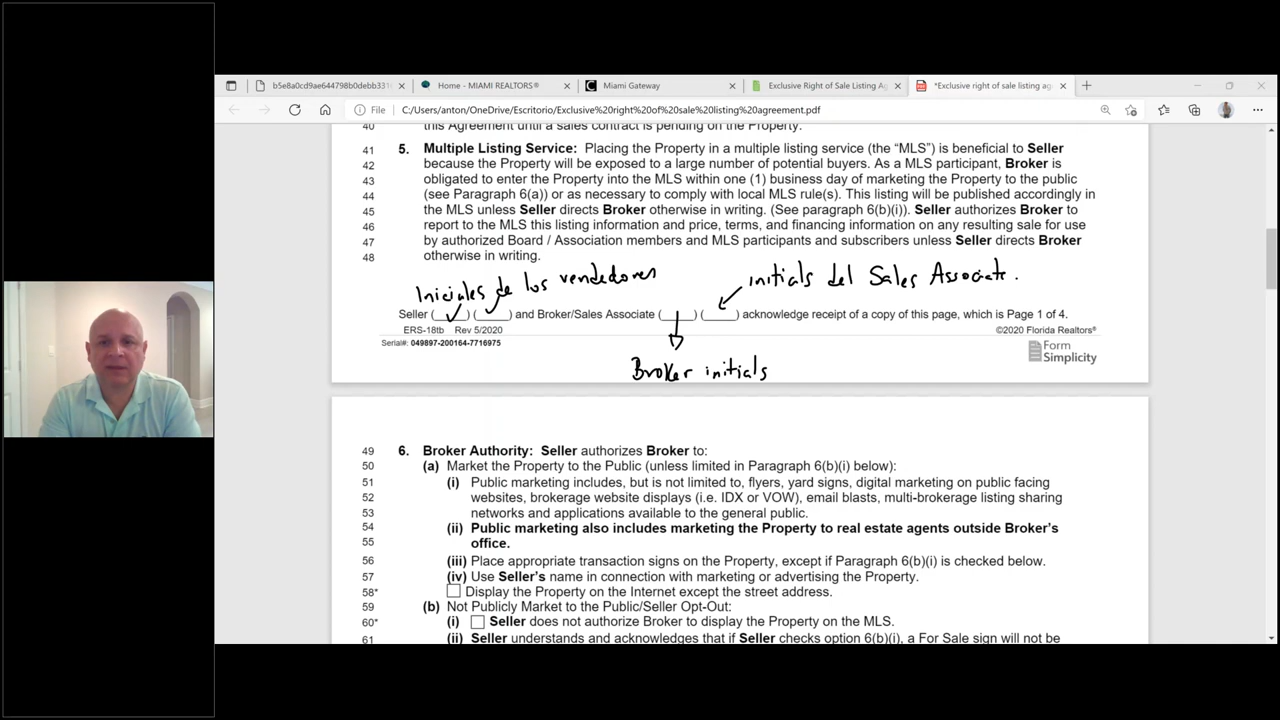 b5e8a0cd9ae644798b0debb331
Home - MIAMI REALTORS®
Miami Gateway
Exclusive Right of Sale Listing Ag
*Exclusive right of sale listing ag
File
C:/Users/anton/OneDrive/Escritorio/Exclusive%20right%20of%20sale%20listing%20agreement.pdf
40 this Agreement until a sales contract is pending on the Property.
41 5. Multiple Listing Service: Placing the Property in a multiple listing service (the “MLS”) is beneficial to Seller
42 because the Property will be exposed to a large number of potential buyers. As a MLS participant, Broker is
43 obligated to enter the Property into the MLS within one (1) business day of marketing the Property to the public
44 (see Paragraph 6(a)) or as necessary to comply with local MLS rule(s). This listing will be published accordingly in
45 the MLS unless Seller directs Broker otherwise in writing. (See paragraph 6(b)(i)). Seller authorizes Broker to
46 report to the MLS this listing information and price, terms, and financing information on any resulting sale for use
47 by authorized Board / Association members and MLS participants and subscribers unless Seller directs Broker
48 otherwise in writing.
Iniciales de los vendedores
initials del Sales Associate.
Seller (_____) (_____) and Broker/Sales Associate (_____) (_____) acknowledge receipt of a copy of this page, which is Page 1 of 4.
ERS-18tb Rev 5/2020 ©2020 Florida Realtors®
Serial#: 049897-200164-7716975
Form
Simplicity
Broker initials
49 6. Broker Authority: Seller authorizes Broker to:
50 (a) Market the Property to the Public (unless limited in Paragraph 6(b)(i) below):
51 (i) Public marketing includes, but is not limited to, flyers, yard signs, digital marketing on public facing
52 websites, brokerage website displays (i.e. IDX or VOW), email blasts, multi-brokerage listing sharing
53 networks and applications available to the general public.
54 (ii) Public marketing also includes marketing the Property to real estate agents outside Broker’s
55 office.
56 (iii) Place appropriate transaction signs on the Property, except if Paragraph 6(b)(i) is checked below.
57 (iv) Use Seller’s name in connection with marketing or advertising the Property.
58* Display the Property on the Internet except the street address.
59 (b) Not Publicly Market to the Public/Seller Opt-Out:
60* (i) Seller does not authorize Broker to display the Property on the MLS.
61 (ii) Seller understands and acknowledges that if Seller checks option 6(b)(i), a For Sale sign will not be